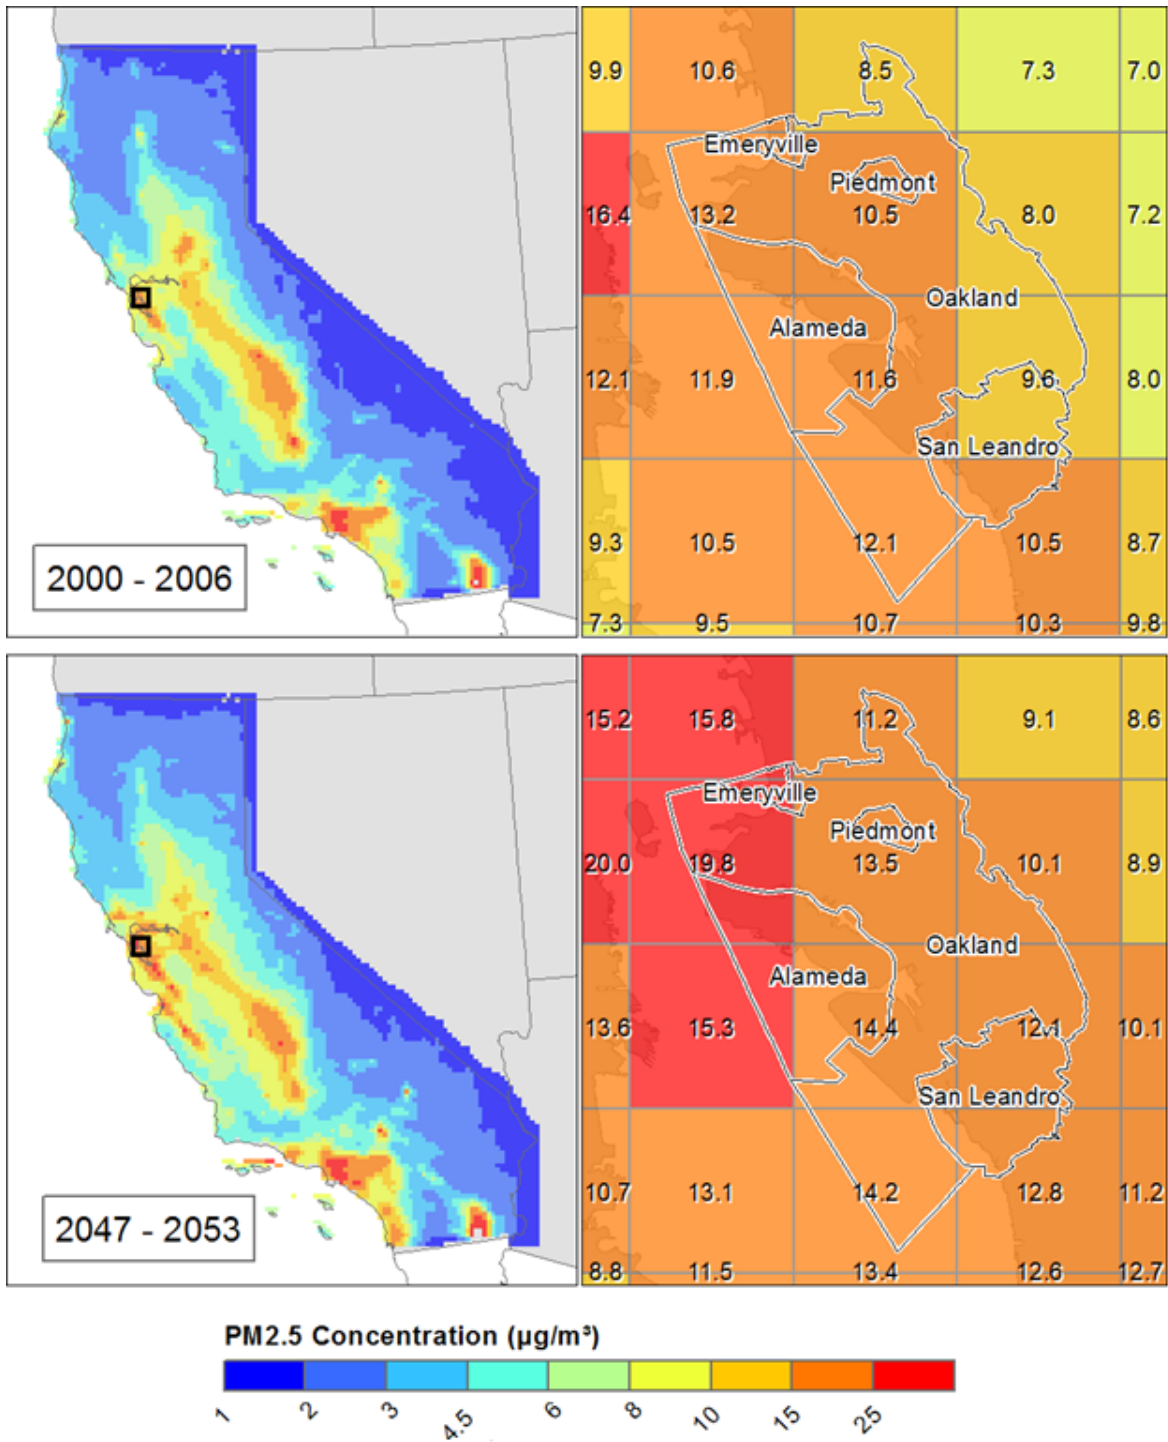 9.9 10.6 8.5 7.3 7.0
Emeryville
Piedmont
16.4 13.2 10.5 8.0 7.2
Oakland
Alameda
12.1 11.9 11.6 9.6 8.0
San Leandro
9.3 10.5 12.1 10.5 8.7
2000 - 2006
7.3 9.5 10.7 10.3 9.8
15.2 15.8 11.2 9.1 8.6
Emeryville
Piedmont
20.0 19.8 13.5 10.1 8.9
Oakland
Alameda
13.6 15.3 14.4 12.1 10.1
San Leandro
10.7 13.1 14.2 12.8 11.2
2047 - 2053
8.8 11.5 13.4 12.6 12.7
PM2.5 Concentration (µg/m³)
1 2 3 4.5 6 8 10 15 25